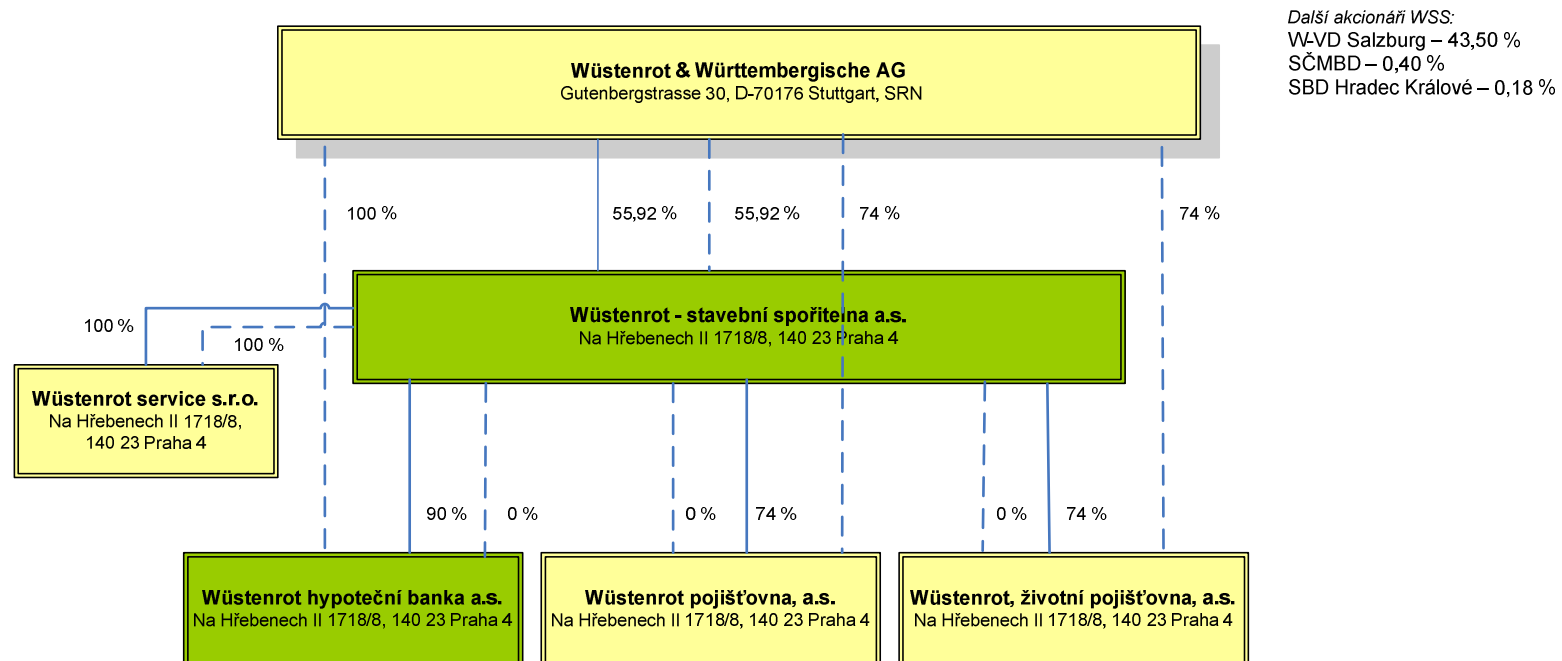 Další akcionáři WSS:
W-VD Salzburg – 43,50 %
SČMBD – 0,40 %
SBD Hradec Králové – 0,18 %
Wüstenrot & Württembergische AG
Gutenbergstrasse 30, D-70176 Stuttgart, SRN
100 %
55,92 %
55,92 %
74 %
74 %
Wüstenrot - stavební spořitelna a.s.
Na Hřebenech II 1718/8, 140 23 Praha 4
100 %
100 %
Wüstenrot service s.r.o.
Na Hřebenech II 1718/8,
140 23 Praha 4
90 %
0 %
0 %
74 %
0 %
74 %
Wüstenrot hypoteční banka a.s.
Na Hřebenech II 1718/8, 140 23 Praha 4
Wüstenrot pojišťovna, a.s.
Na Hřebenech II 1718/8, 140 23 Praha 4
Wüstenrot, životní pojišťovna, a.s.
Na Hřebenech II 1718/8, 140 23 Praha 4